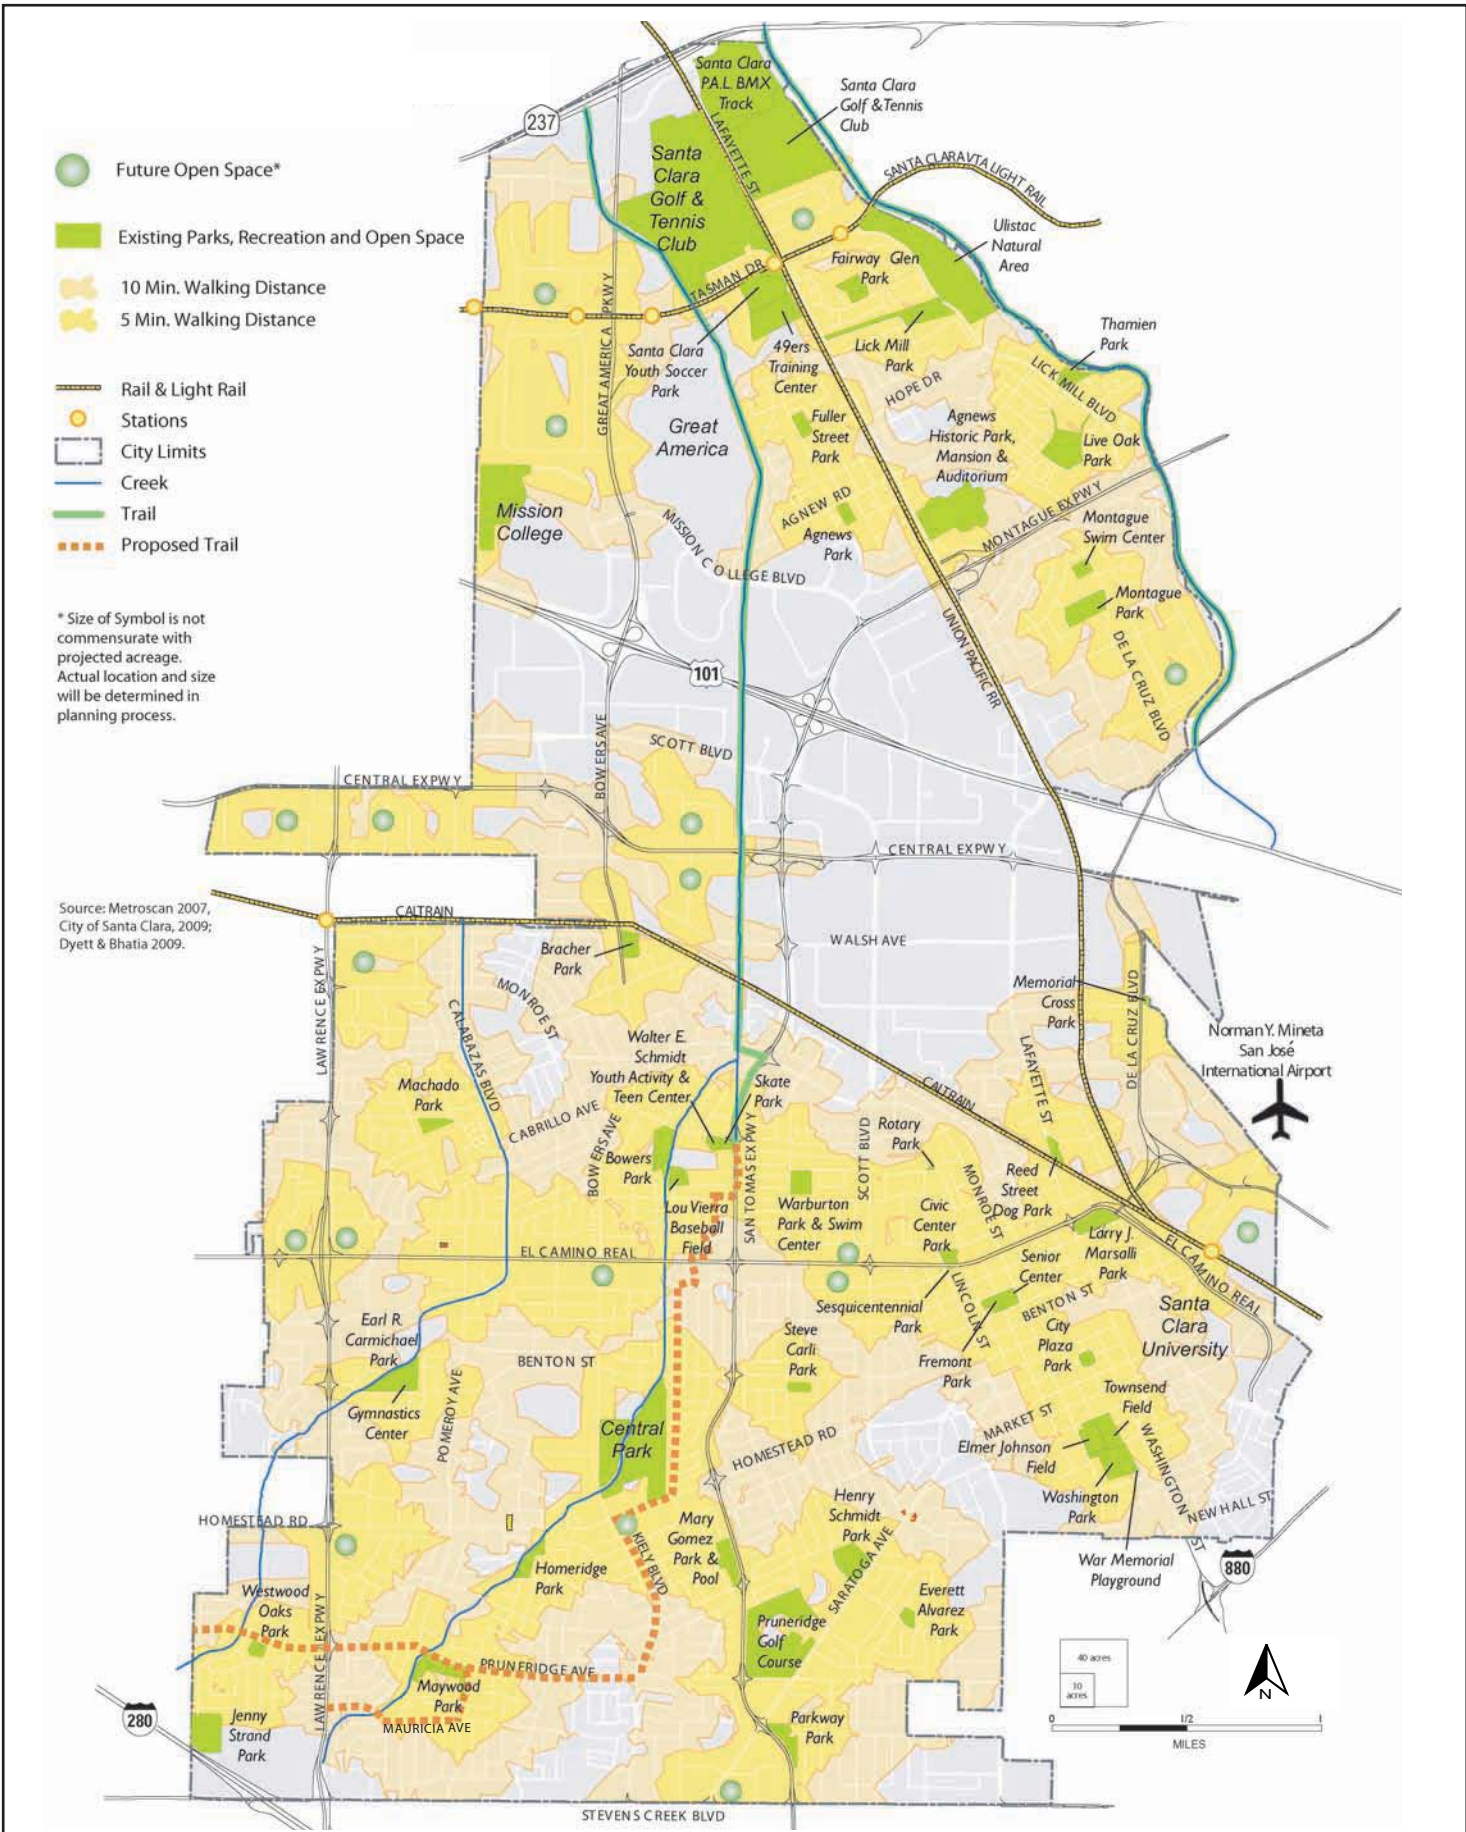 237
Santa Clara
P.A.L. BMX
Track
Santa Clara
Golf & Tennis
Club
LAFAYETTE ST
Santa
Clara
Golf &
Tennis
Club
SANTA CLARA VTA LIGHT RAIL
Ulistac
Natural
Area
Future Open Space*
Existing Parks, Recreation and Open Space
10 Min. Walking Distance
5 Min. Walking Distance
Rail & Light Rail
Stations
City Limits
Creek
Trail
Proposed Trail
* Size of Symbol is not
commensurate with
projected acreage.
Actual location and size
will be determined in
planning process.
Source: Metroscan 2007,
City of Santa Clara, 2009;
Dyett & Bhatia 2009.
Fairway Glen
Park
TASMAN DR
GREAT AMERICA PKWY
Santa Clara
Youth Soccer
Park
49ers
Training
Center
Lick Mill
Park
Thamien
Park
LICK MILL BLVD
HOPE DR
Great
America
Fuller
Street
Park
Agnews
Historic Park,
Mansion &
Auditorium
Live Oak
Park
Mission
College
AGNEW RD
Agnews
Park
MONTAGUE EXPWY
Montague
Swim Center
MISSION COLLEGE BLVD
Montague
Park
UNION PACIFIC RR
DE LA CRUZ BLVD
101
BOWERS AVE
SCOTT BLVD
CENTRAL EXPWY
CENTRAL EXPWY
CALTRAIN
LAWRENCE EXPWY
Bracher
Park
WALSH AVE
MONROE ST
CALABAZAS BLVD
Memorial
Cross
Park
DE LA CRUZ BLVD
Norman Y. Mineta
San José
International Airport
Walter E.
Schmidt
Youth Activity &
Teen Center
Skate
Park
LAFAYETTE ST
CALTRAIN
Machado
Park
CABRILLO AVE
BOWERS AVE
Bowers
Park
SCOTT BLVD
Rotary
Park
MONROE ST
Reed
Street
Dog Park
Lou Vierra
Baseball
Field
SAN TOMAS EXPWY
Warburton
Park & Swim
Center
Civic
Center
Park
Larry J.
Marsalli
Park
EL CAMINO REAL
EL CAMINO REAL
Senior
Center
Sesquicentennial
Park
LINCOLN ST
BENTON ST
City
Plaza
Park
Santa
Clara
University
Earl R.
Carmichael
Park
Steve
Carli
Park
Fremont
Park
BENTON ST
Townsend
Field
Gymnastics
Center
POMEROY AVE
Central
Park
MARKET ST
Elmer Johnson
Field
WASHINGTON ST
HOMESTEAD RD
Washington
Park
NEWHALL ST
HOMESTEAD RD
Henry
Schmidt
Park
Mary
Gomez
Park &
Pool
KIELY BLVD
SARATOGA AVE
War Memorial
Playground
880
Homeridge
Park
Westwood
Oaks
Park
LAWRENCE EXPWY
Everett
Alvarez
Park
Pruneridge
Golf
Course
PRUNERIDGE AVE
Maywood
Park
MAURICIA AVE
280
Jenny
Strand
Park
Parkway
Park
STEVENS CREEK BLVD
40 acres
10
acres
N
0
1/2
1
MILES